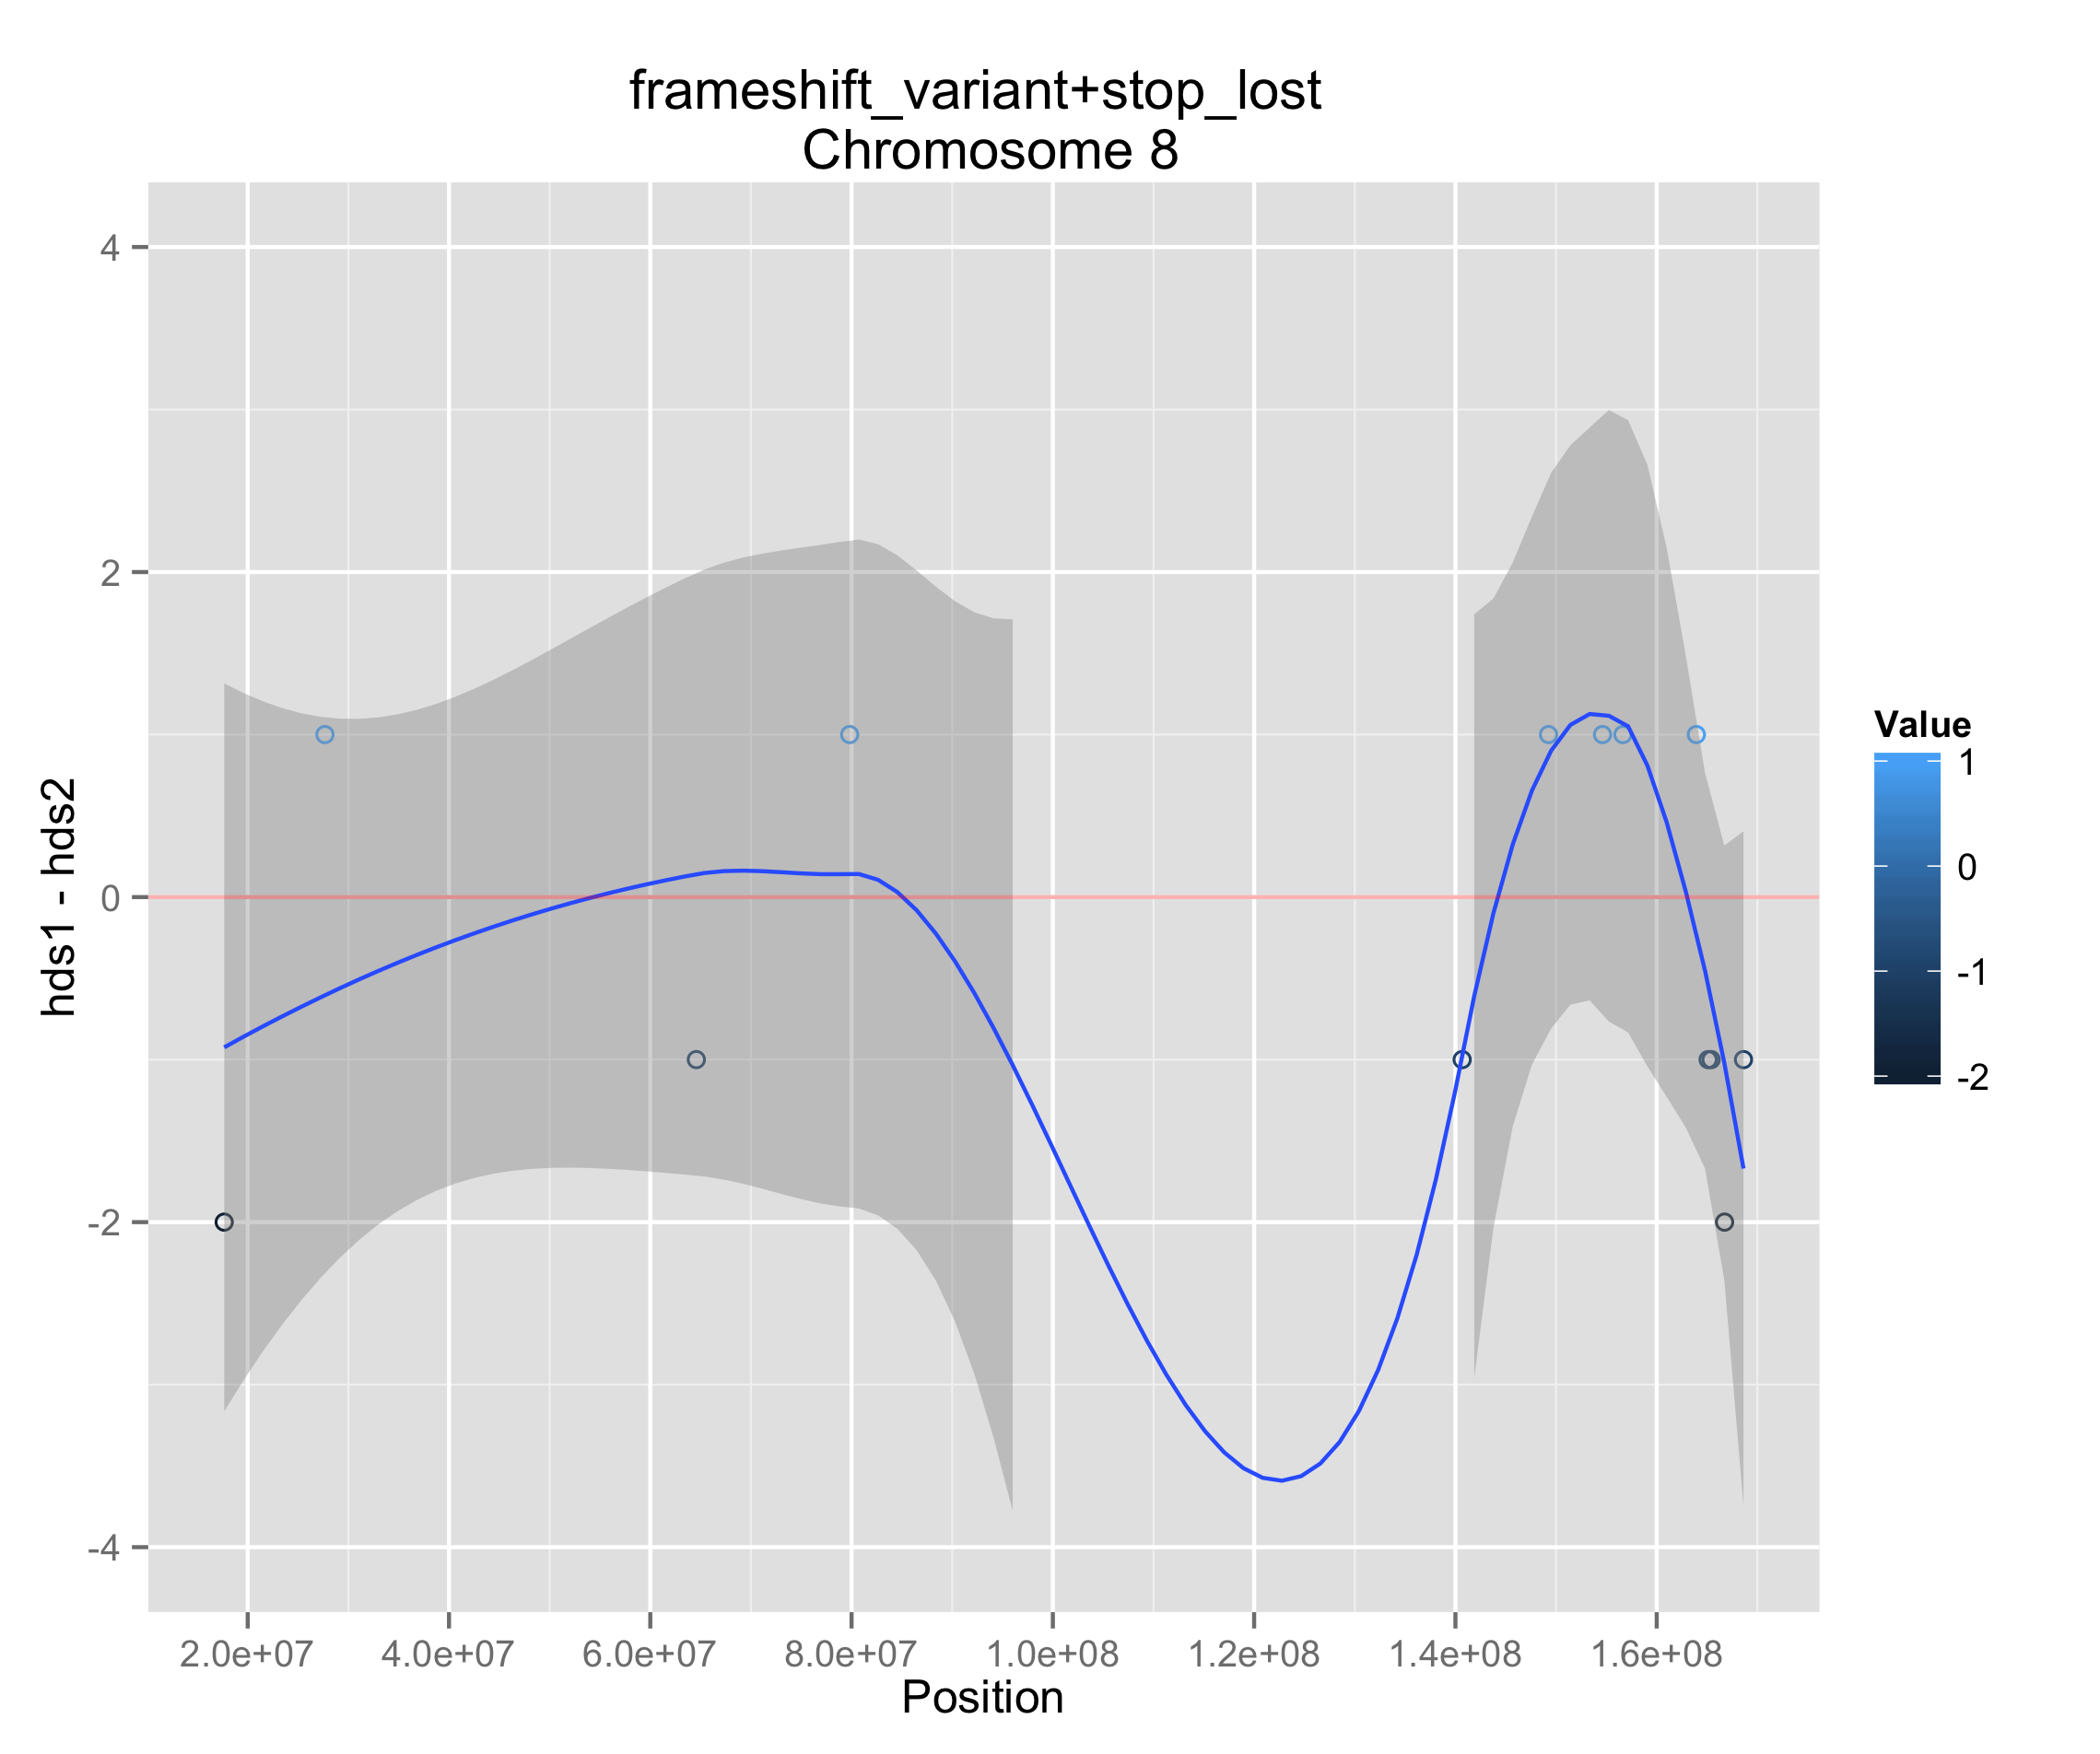 frameshift_variant+stop_lost
Chromosome 8
4
2
0
-2
-4
hds1 - hds2
2.0e+07 4.0e+07 6.0e+07 8.0e+07 1.0e+08 1.2e+08 1.4e+08 1.6e+08
Position
Value
1
0
-1
-2